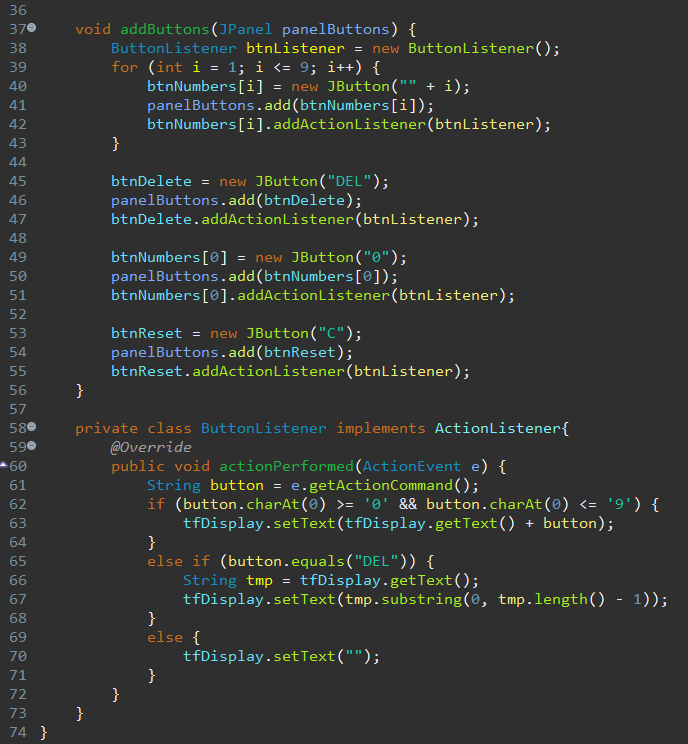 36
37    void addButtons(JPanel panelButtons) {
38        ButtonListener btnListener = new ButtonListener();
39        for (int i = 1; i <= 9; i++) {
40            btnNumbers[i] = new JButton("" + i);
41            panelButtons.add(btnNumbers[i]);
42            btnNumbers[i].addActionListener(btnListener);
43        }
44
45        btnDelete = new JButton("DEL");
46        panelButtons.add(btnDelete);
47        btnDelete.addActionListener(btnListener);
48
49        btnNumbers[0] = new JButton("0");
50        panelButtons.add(btnNumbers[0]);
51        btnNumbers[0].addActionListener(btnListener);
52
53        btnReset = new JButton("C");
54        panelButtons.add(btnReset);
55        btnReset.addActionListener(btnListener);
56    }
57
58    private class ButtonListener implements ActionListener{
59        @Override
60        public void actionPerformed(ActionEvent e) {
61            String button = e.getActionCommand();
62            if (button.charAt(0) >= '0' && button.charAt(0) <= '9') {
63                tfDisplay.setText(tfDisplay.getText() + button);
64            }
65            else if (button.equals("DEL")) {
66                String tmp = tfDisplay.getText();
67                tfDisplay.setText(tmp.substring(0, tmp.length() - 1));
68            }
69            else {
70                tfDisplay.setText("");
71            }
72        }
73    }
74 }